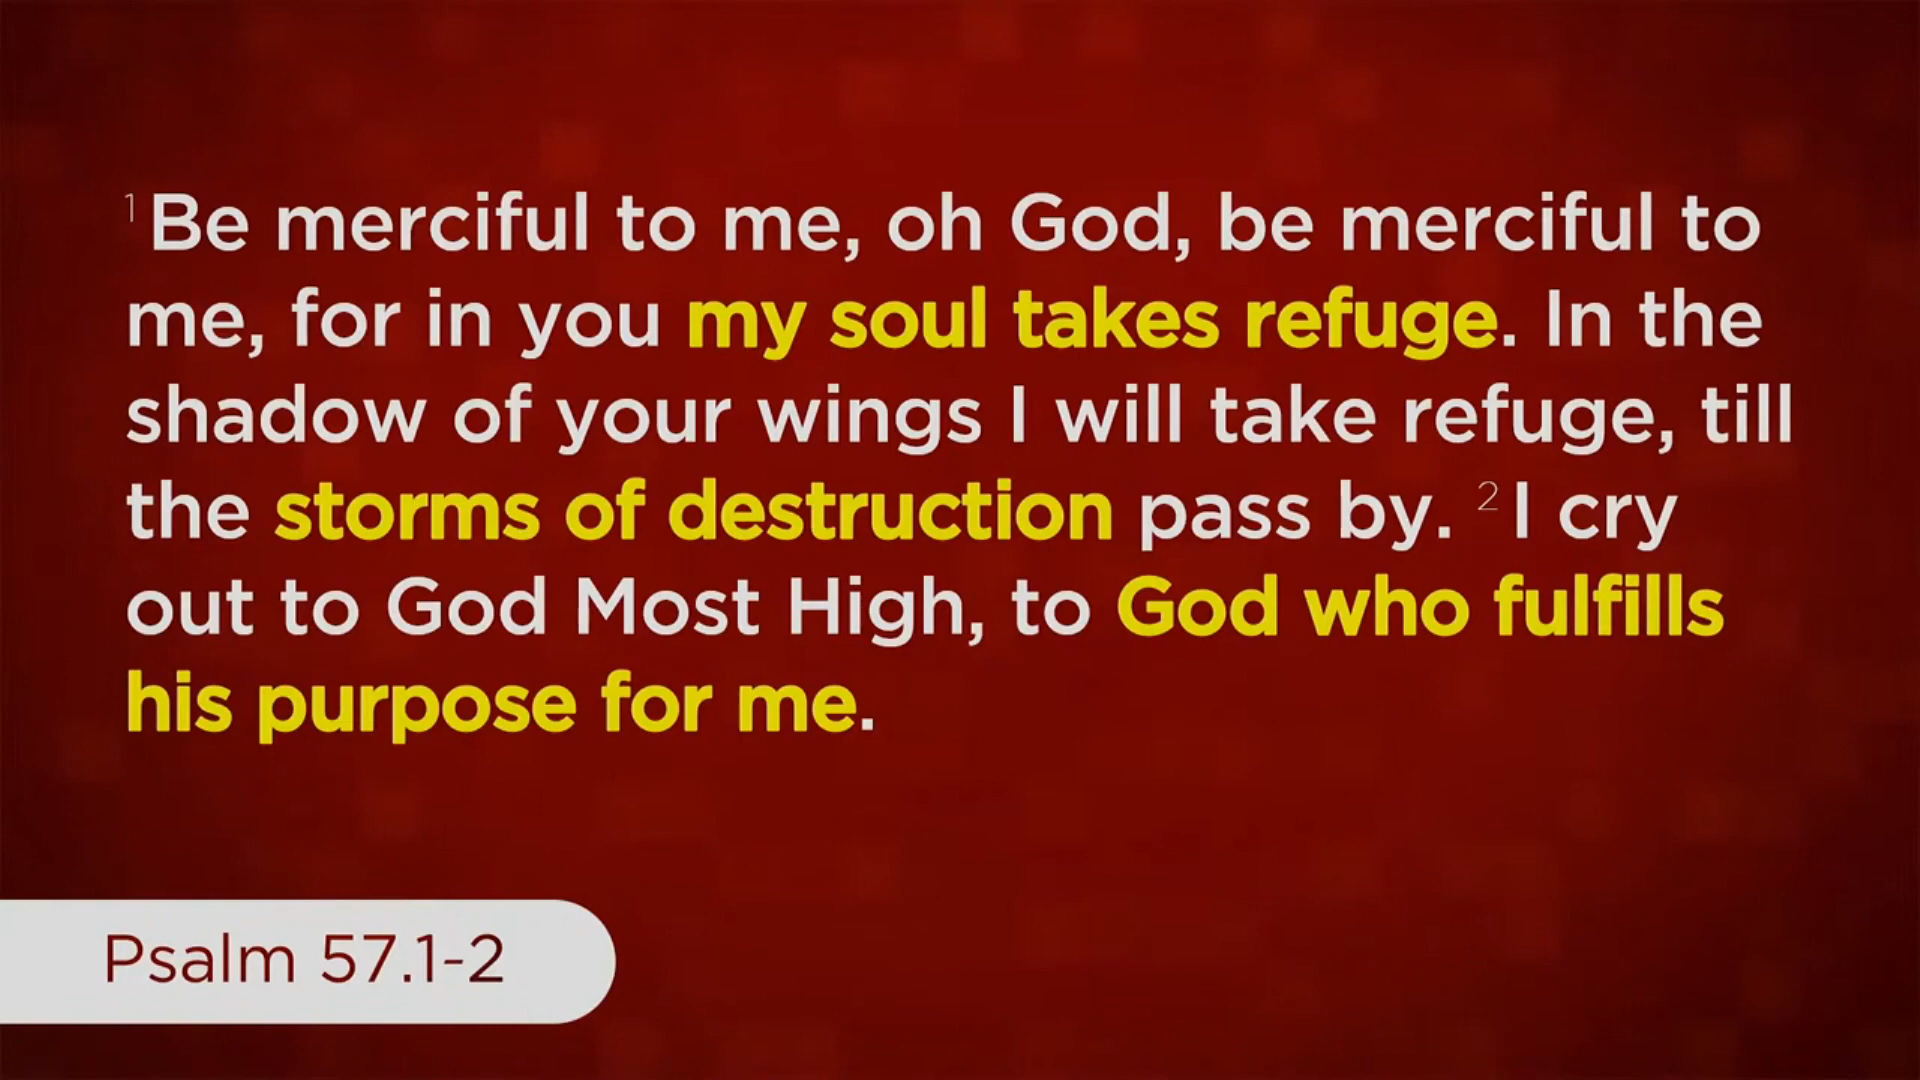 1 Be merciful to me, oh God, be merciful to
me, for in you my soul takes refuge. In the
shadow of your wings I will take refuge, till
the storms of destruction pass by. 2 I cry
out to God Most High, to God who fulfills
his purpose for me.
Psalm 57.1-2